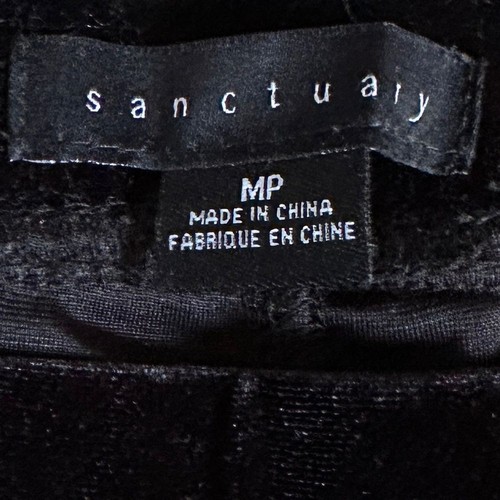 sanctuary
MP
MADE IN CHINA
FABRIQUE EN CHINE